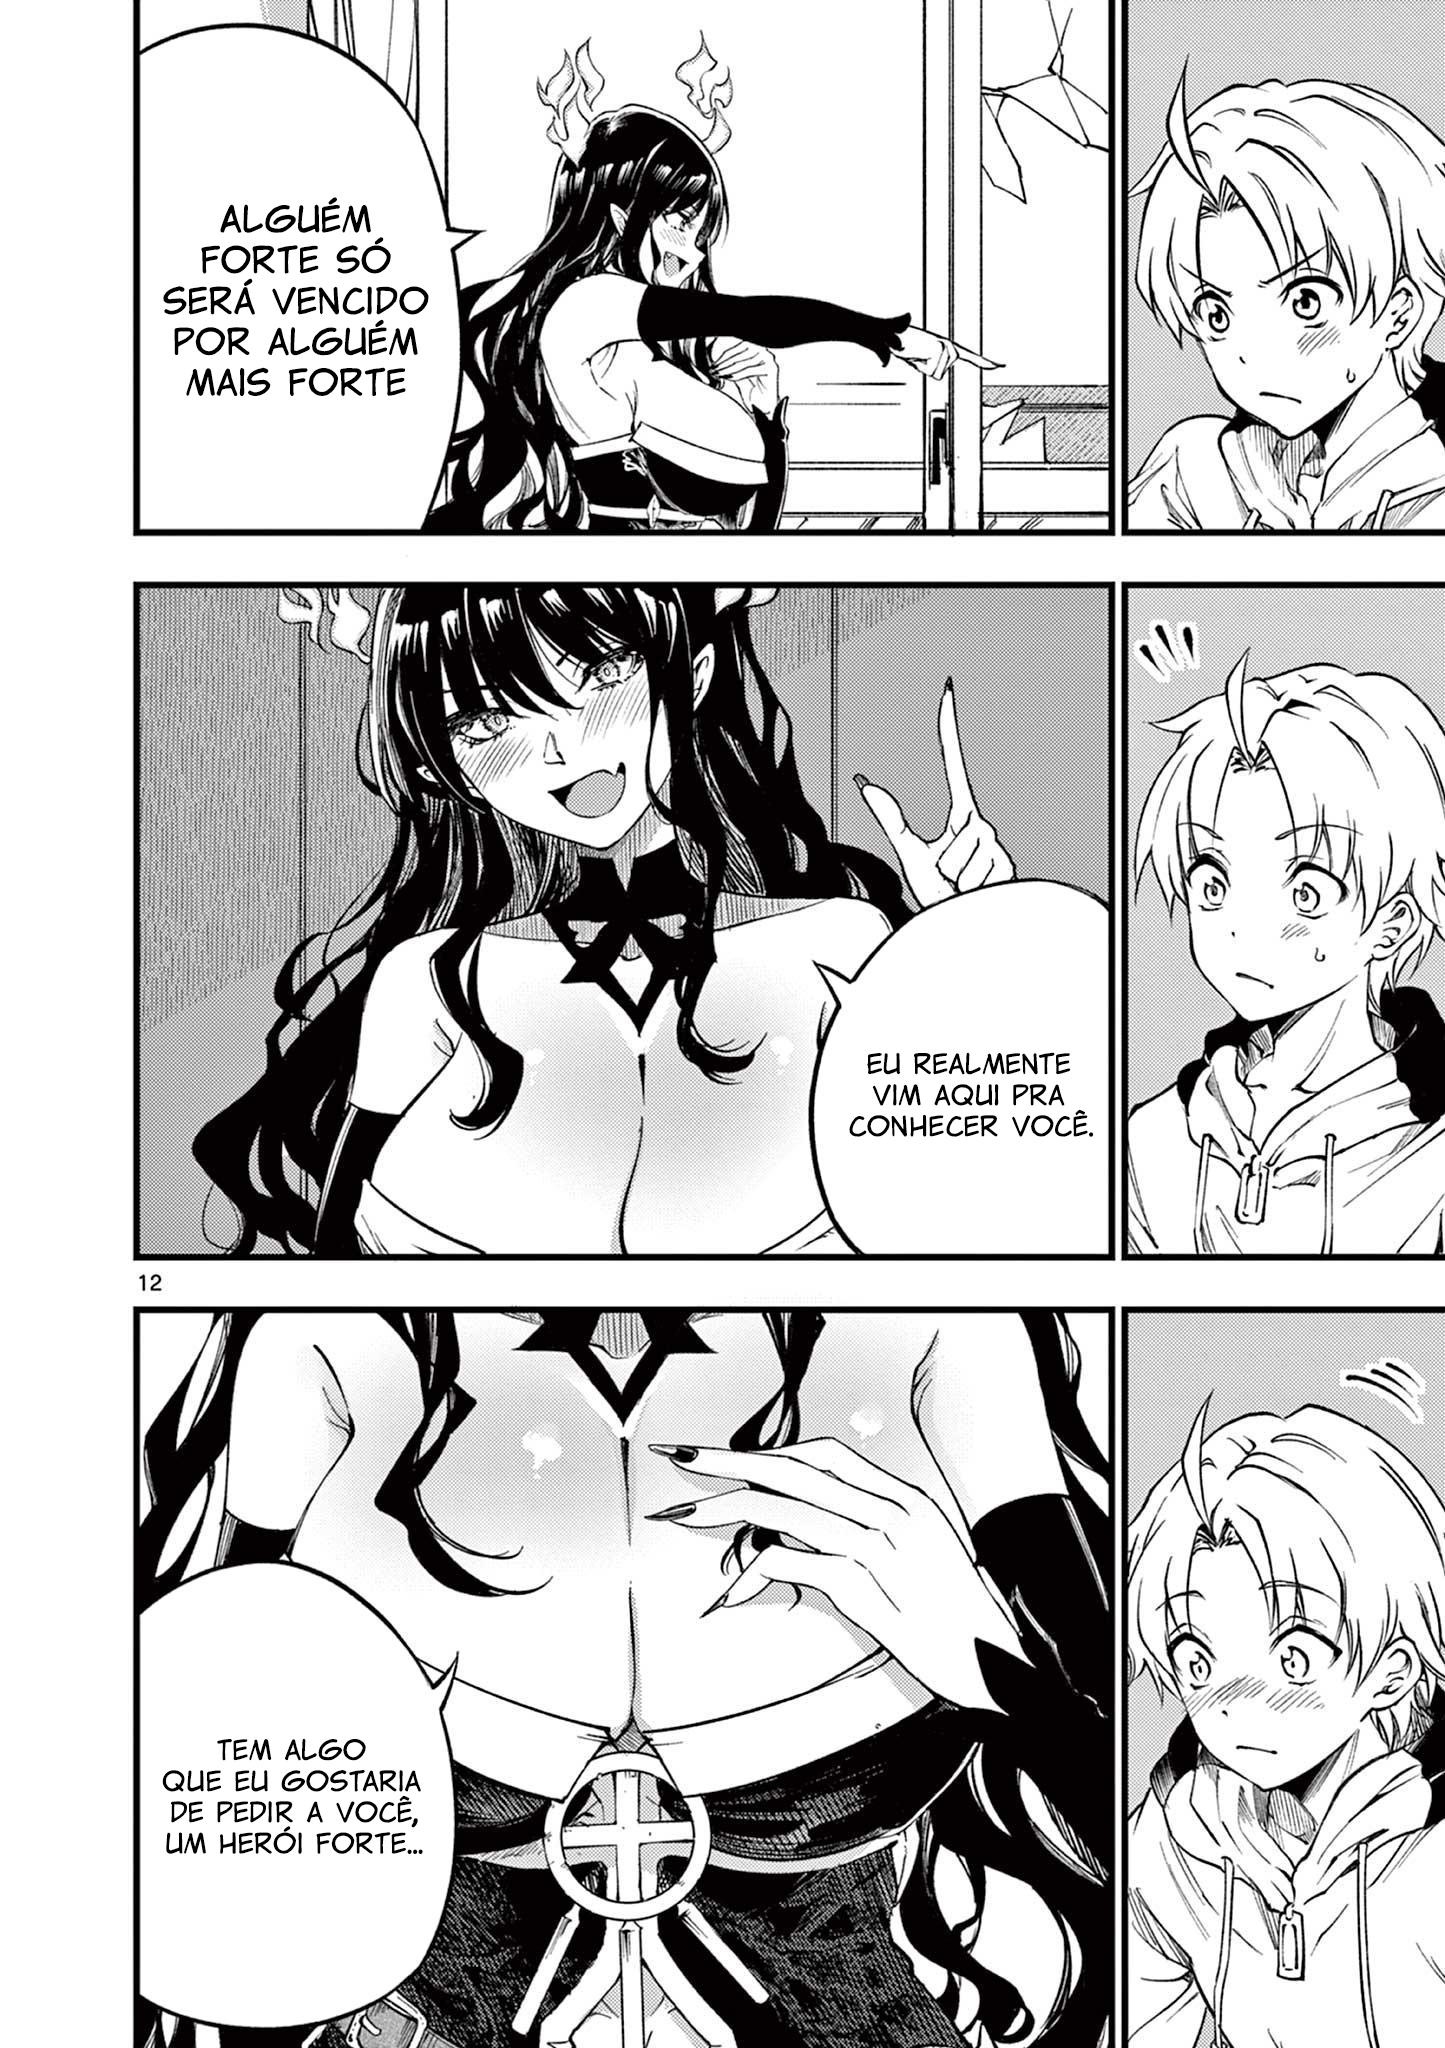 ALGUÉM
FORTE SÓ
SERÁ VENCIDO
POR ALGUÉM
MAIS FORTE
EU REALMENTE
VIM AQUI PRA
CONHECER VOCÊ.
12
TEM ALGO
QUE EU GOSTARIA
DE PEDIR A VOCÊ,
UM HERÓI FORTE...